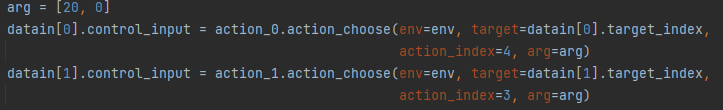 arg = [20, 0]
datain[0].control_input = action_0.action_choose(env=env, target=datain[0].target_index,
action_index=4, arg=arg)
datain[1].control_input = action_1.action_choose(env=env, target=datain[1].target_index,
action_index=3, arg=arg)